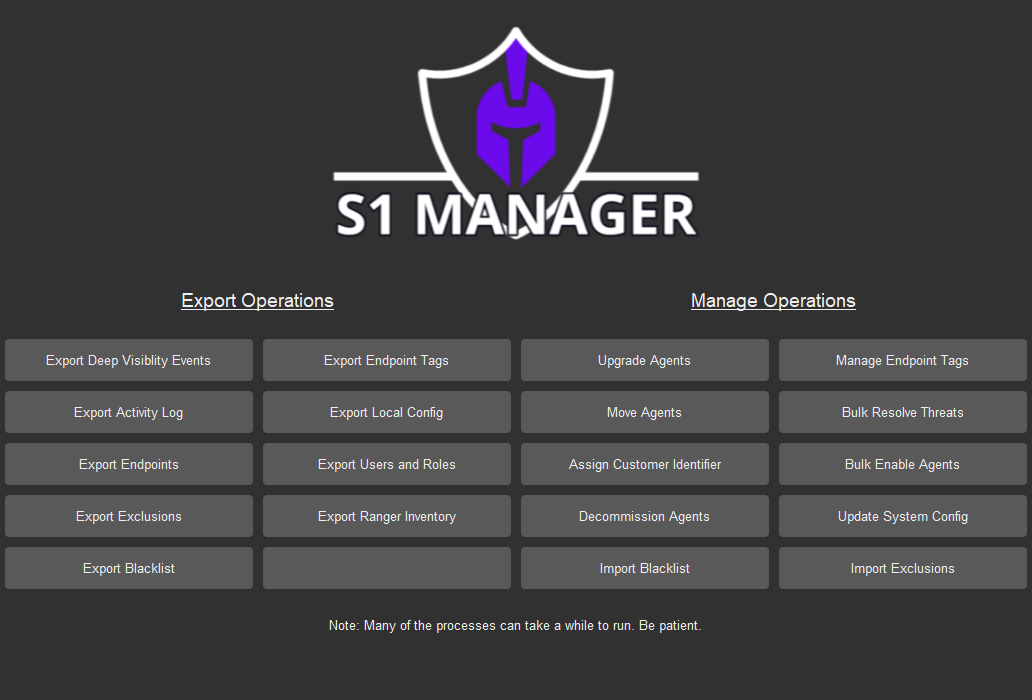 S1 MANAGER
Export Operations
Manage Operations
Export Deep Visiblity Events
Export Endpoint Tags
Upgrade Agents
Manage Endpoint Tags
Export Activity Log
Export Local Config
Move Agents
Bulk Resolve Threats
Export Endpoints
Export Users and Roles
Assign Customer Identifier
Bulk Enable Agents
Export Exclusions
Export Ranger Inventory
Decommission Agents
Update System Config
Export Blacklist
Import Blacklist
Import Exclusions
Note: Many of the processes can take a while to run. Be patient.